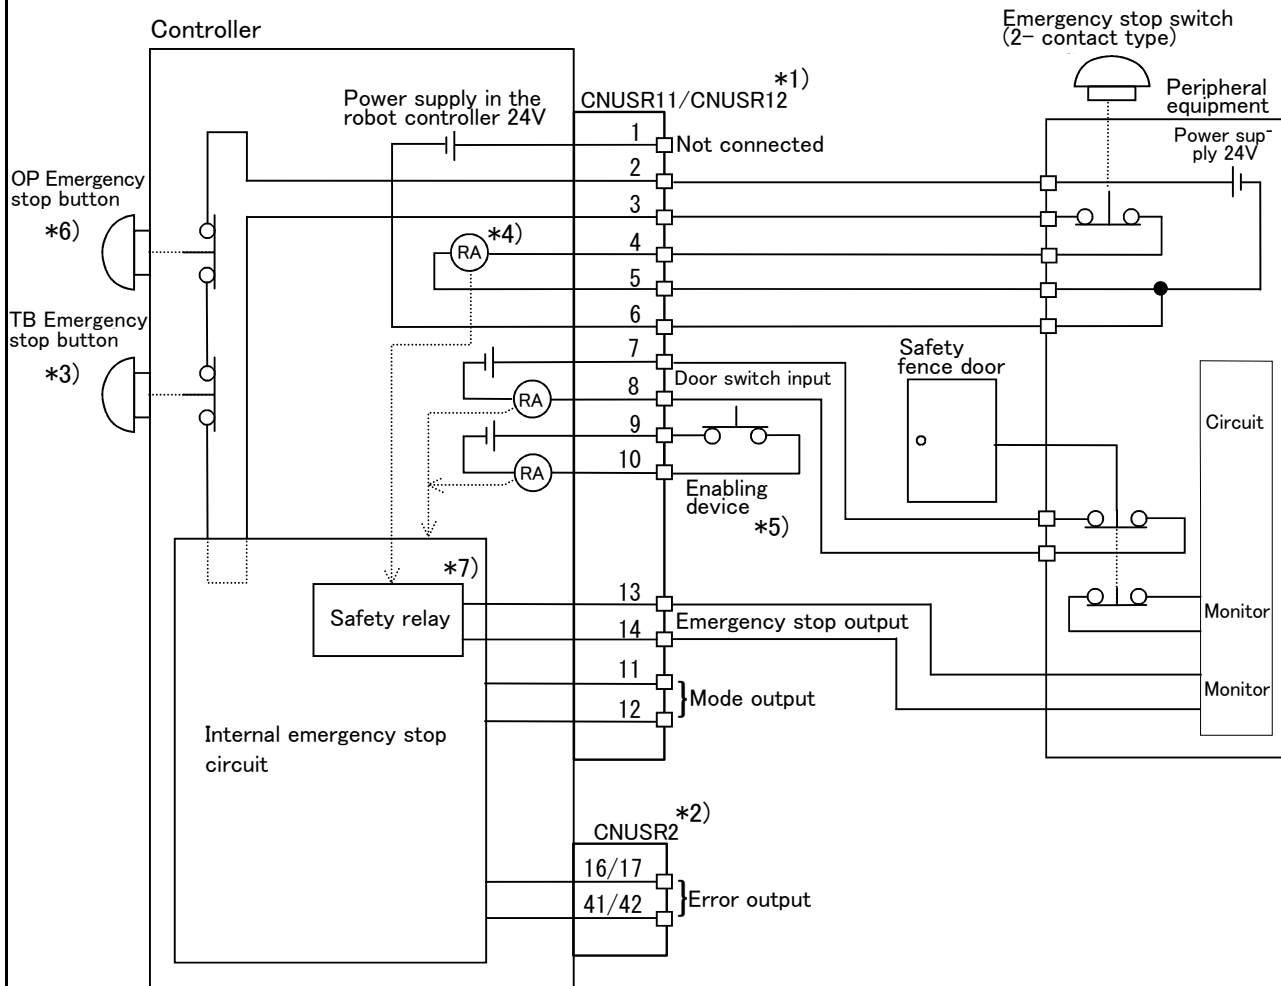 Emergency stop switch
(2- contact type)
Controller
*1)
Peripheral
equipment
Power supply in the
robot controller 24V
CNUSR11/CNUSR12
Power sup-
ply 24V
1
Not connected
2
OP Emergency
stop button
*6)
3
*4)
RA
4
5
6
TB Emergency
stop button
*3)
7
Safety
fence door
Door switch input
8
RA
9
Circuit
10
RA
Enabling
device
*5)
*7)
13
Safety relay
Emergency stop output
14
Monitor
11
Mode output
12
Monitor
Internal emergency stop
circuit
*2)
CNUSR2
16/17
Error output
41/42